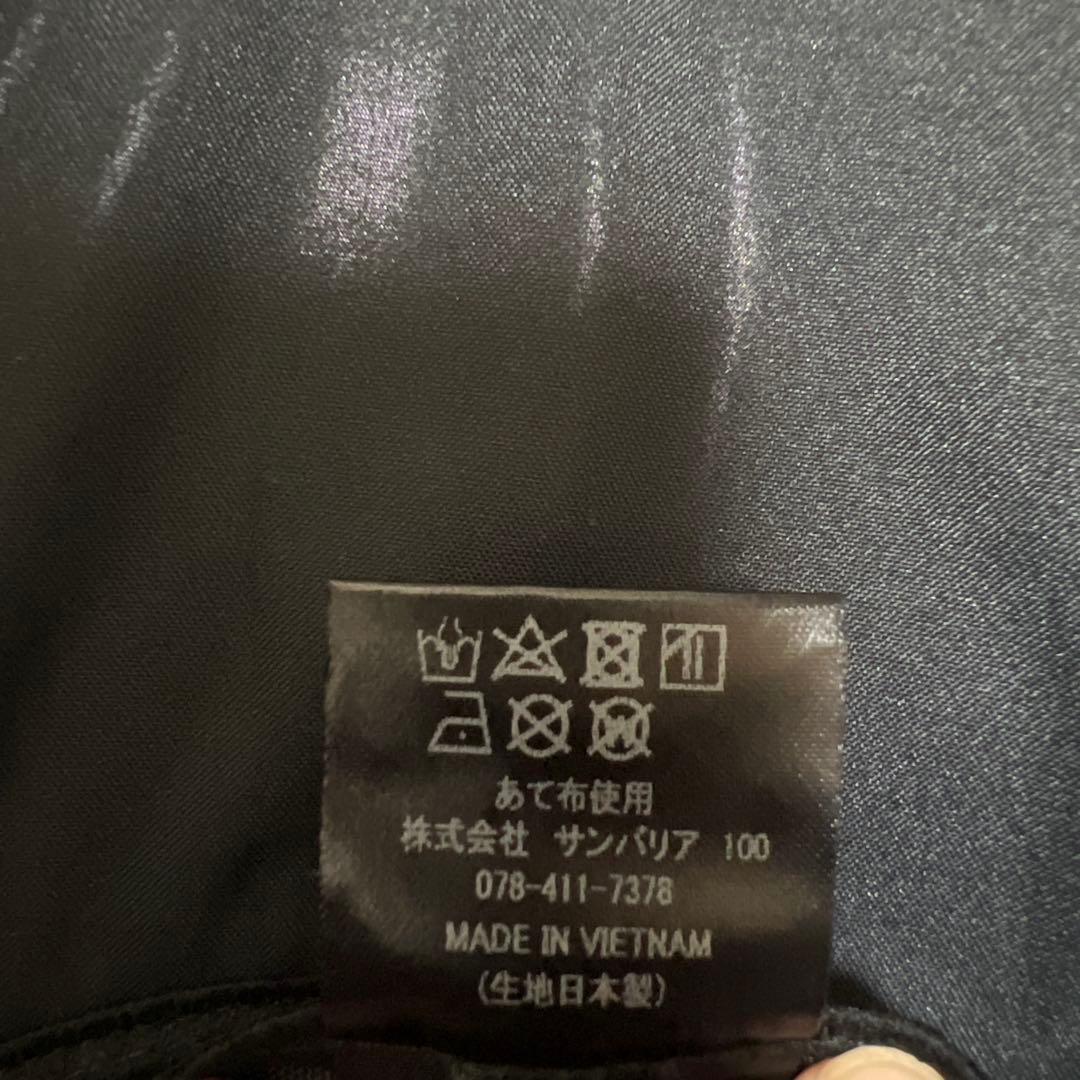 あて布使用
株式会社 サンバリア 100
078-411-7378
MADE IN VIETNAM
(生地日本製)